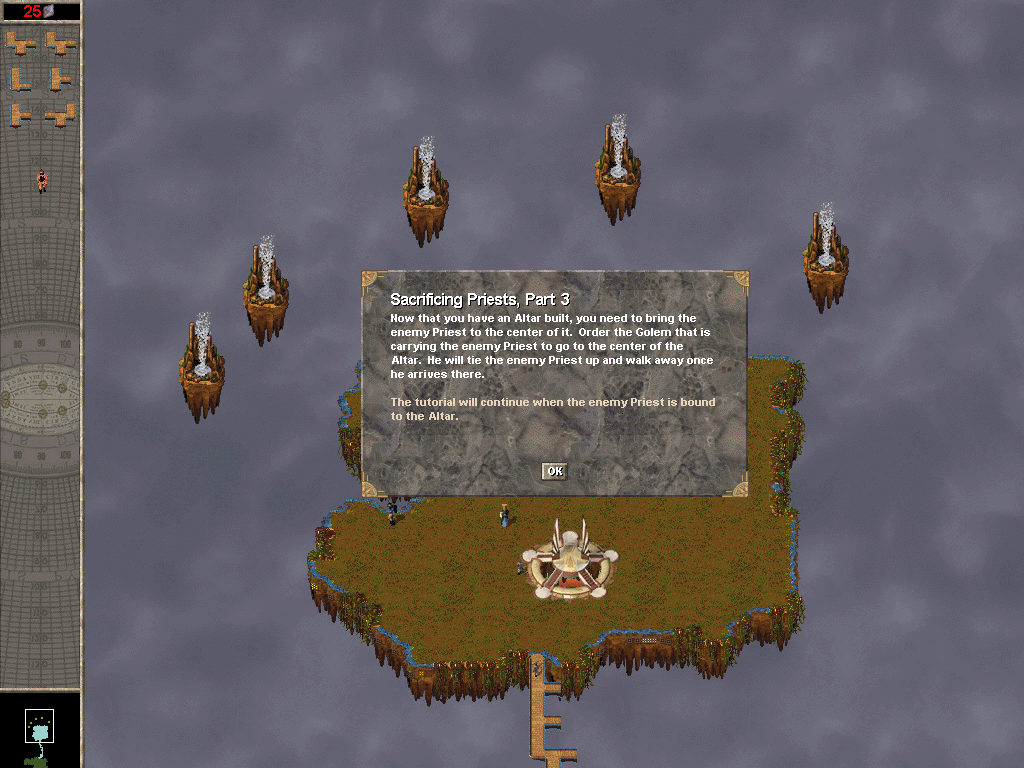 25
Sacrificing Priests, Part 3
Now that you have an Altar built, you need to bring the
enemy Priest to the center of it. Order the Golem that is
carrying the enemy Priest to go to the center of the
Altar. He will tie the enemy Priest up and walk away once
he arrives there.
The tutorial will continue when the enemy Priest is bound
to the Altar.
OK